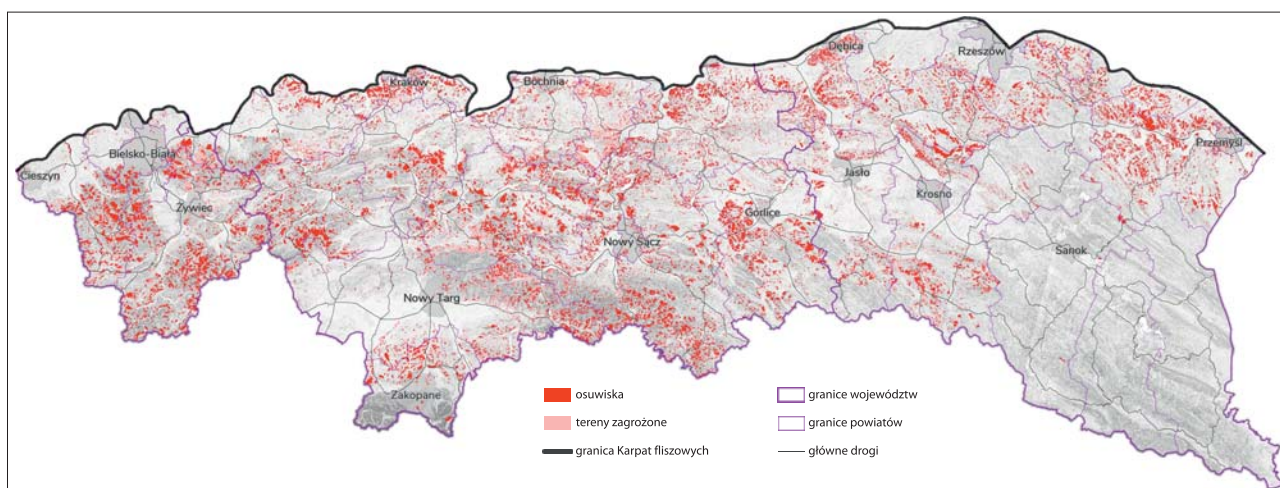 Rzeszów
Dębica
Kraków
Bochnia
Przemyśl
Bielsko-Biała
Cieszyn
Jasło
Żywiec
Krosno
Gorlice
Nowy Sącz
Sanok
Nowy Targ
Zakopane
osuwiska
tereny zagrożone
granica Karpat fliszowych
granice województw
granice powiatów
główne drogi